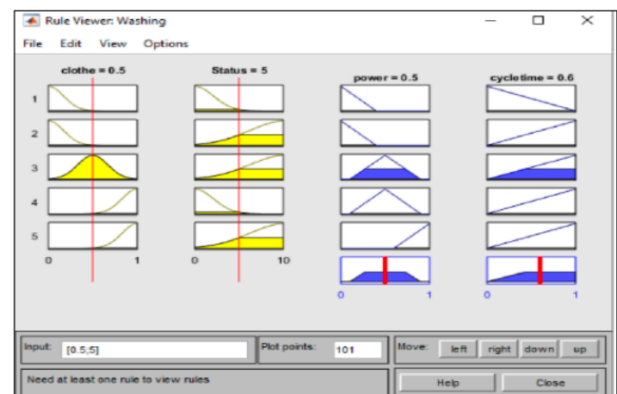 Rule Viewer: Washing
File Edit View Options
clothe = 0.5 Status = 5 power = 0.5 cycletime = 0.6
1
2
3
4
5
0 1 0 10
0 1 0 1
Input: [0.5;5] Plot points: 101 Move: left right down up
Need at least one rule to view rules Help Close